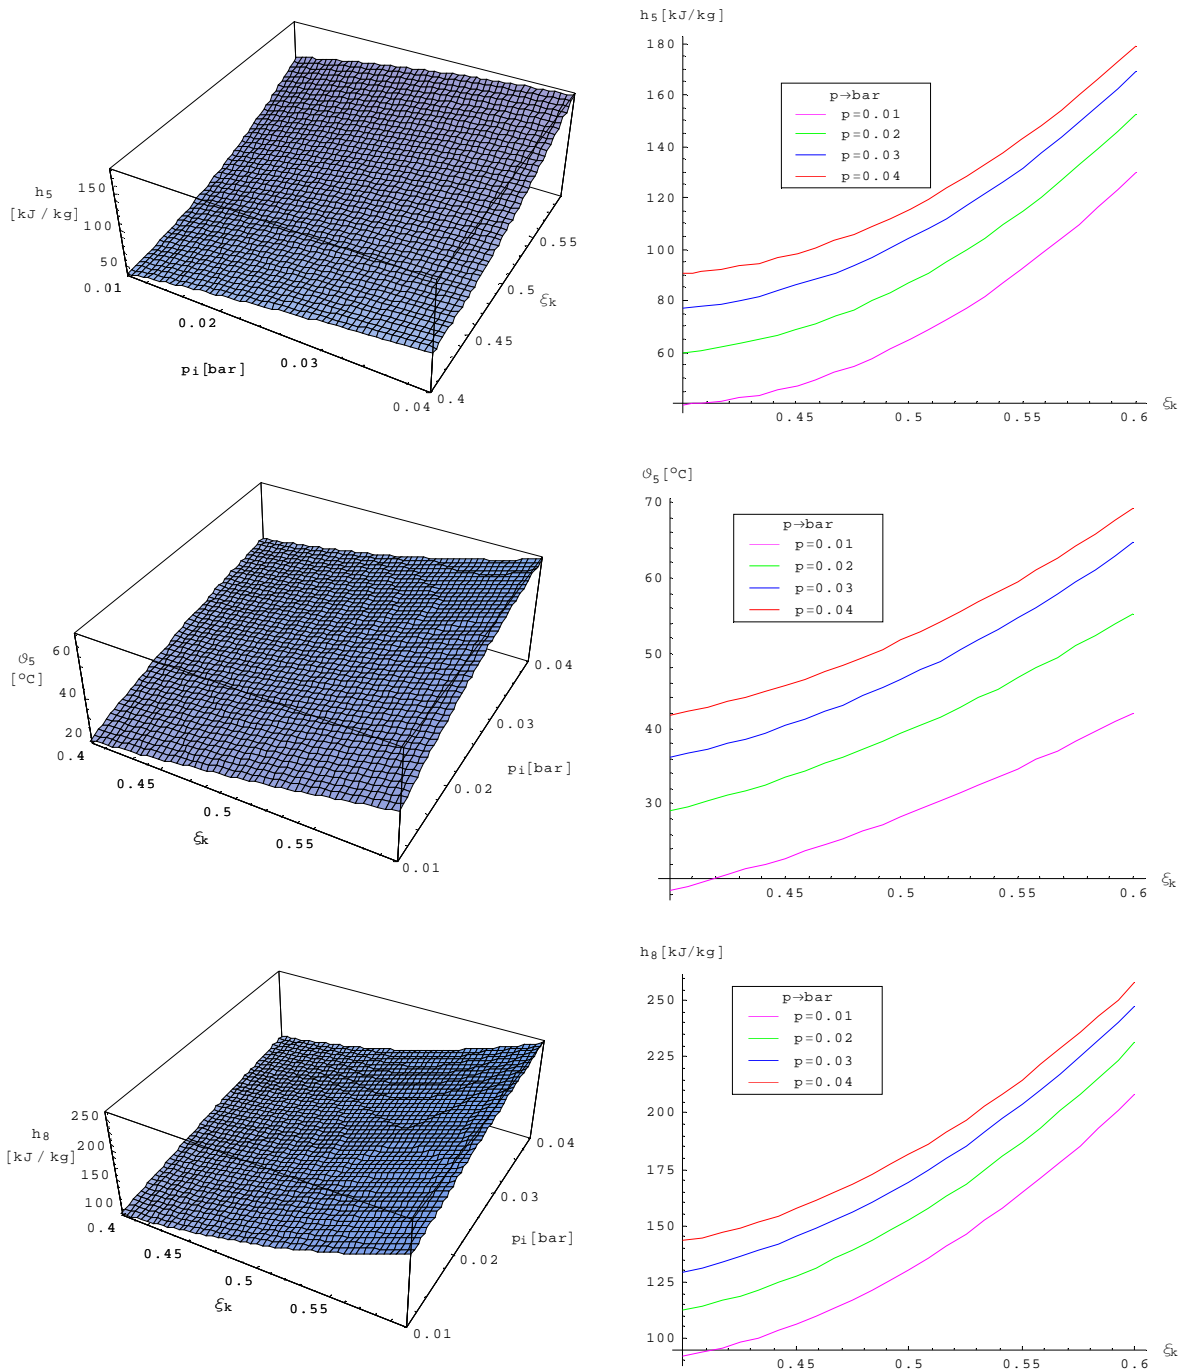 h5
[kJ/kg]
150
100
50
0.01
0.02
0.03
0.04
pi[bar]
0.4
0.45
0.5
0.55
ξk
h5[kJ/kg]
180
160
140
120
100
80
60
p→bar
p=0.01
p=0.02
p=0.03
p=0.04
0.45
0.5
0.55
0.6
ξk
ϑ5
[°C]
60
40
20
0.4
0.45
0.5
0.55
ξk
0.01
0.02
0.03
0.04
pi[bar]
ϑ5[°C]
70
60
50
40
30
p→bar
p=0.01
p=0.02
p=0.03
p=0.04
0.45
0.5
0.55
0.6
ξk
h8
[kJ/kg]
250
200
150
100
0.4
0.45
0.5
0.55
ξk
0.01
0.02
0.03
0.04
pi[bar]
h8[kJ/kg]
250
225
200
175
150
125
100
p→bar
p=0.01
p=0.02
p=0.03
p=0.04
0.45
0.5
0.55
0.6
ξk